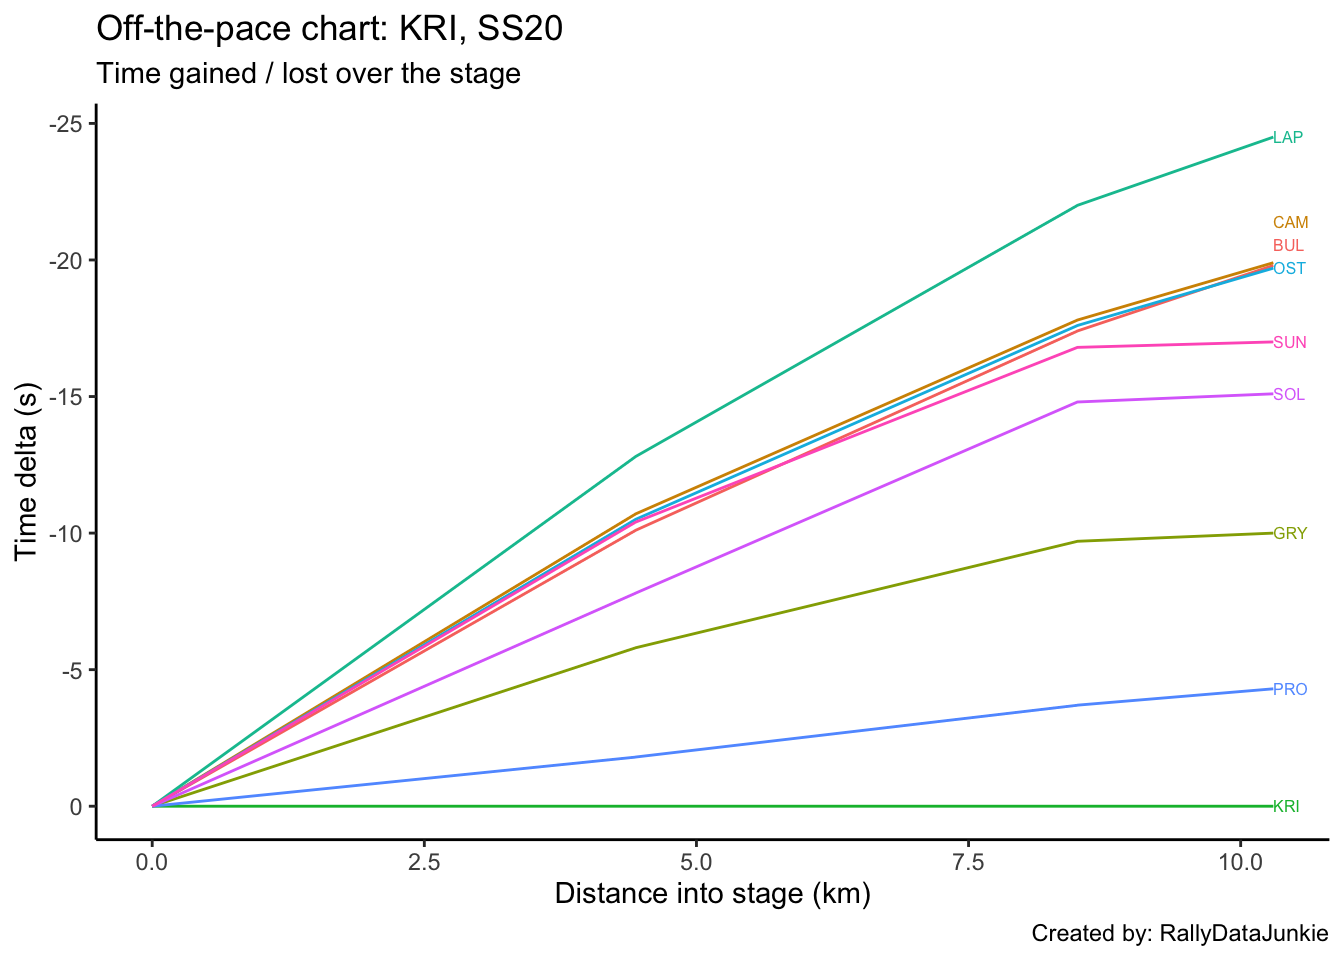 Off-the-pace chart: KRI, SS20
Time gained / lost over the stage
Time delta (s)
-25
-20
-15
-10
-5
0
LAP
CAM
BUL
OST
SUN
SOL
GRY
PRO
KRI
0.0 2.5 5.0 7.5 10.0
Distance into stage (km)
Created by: RallyDataJunkie